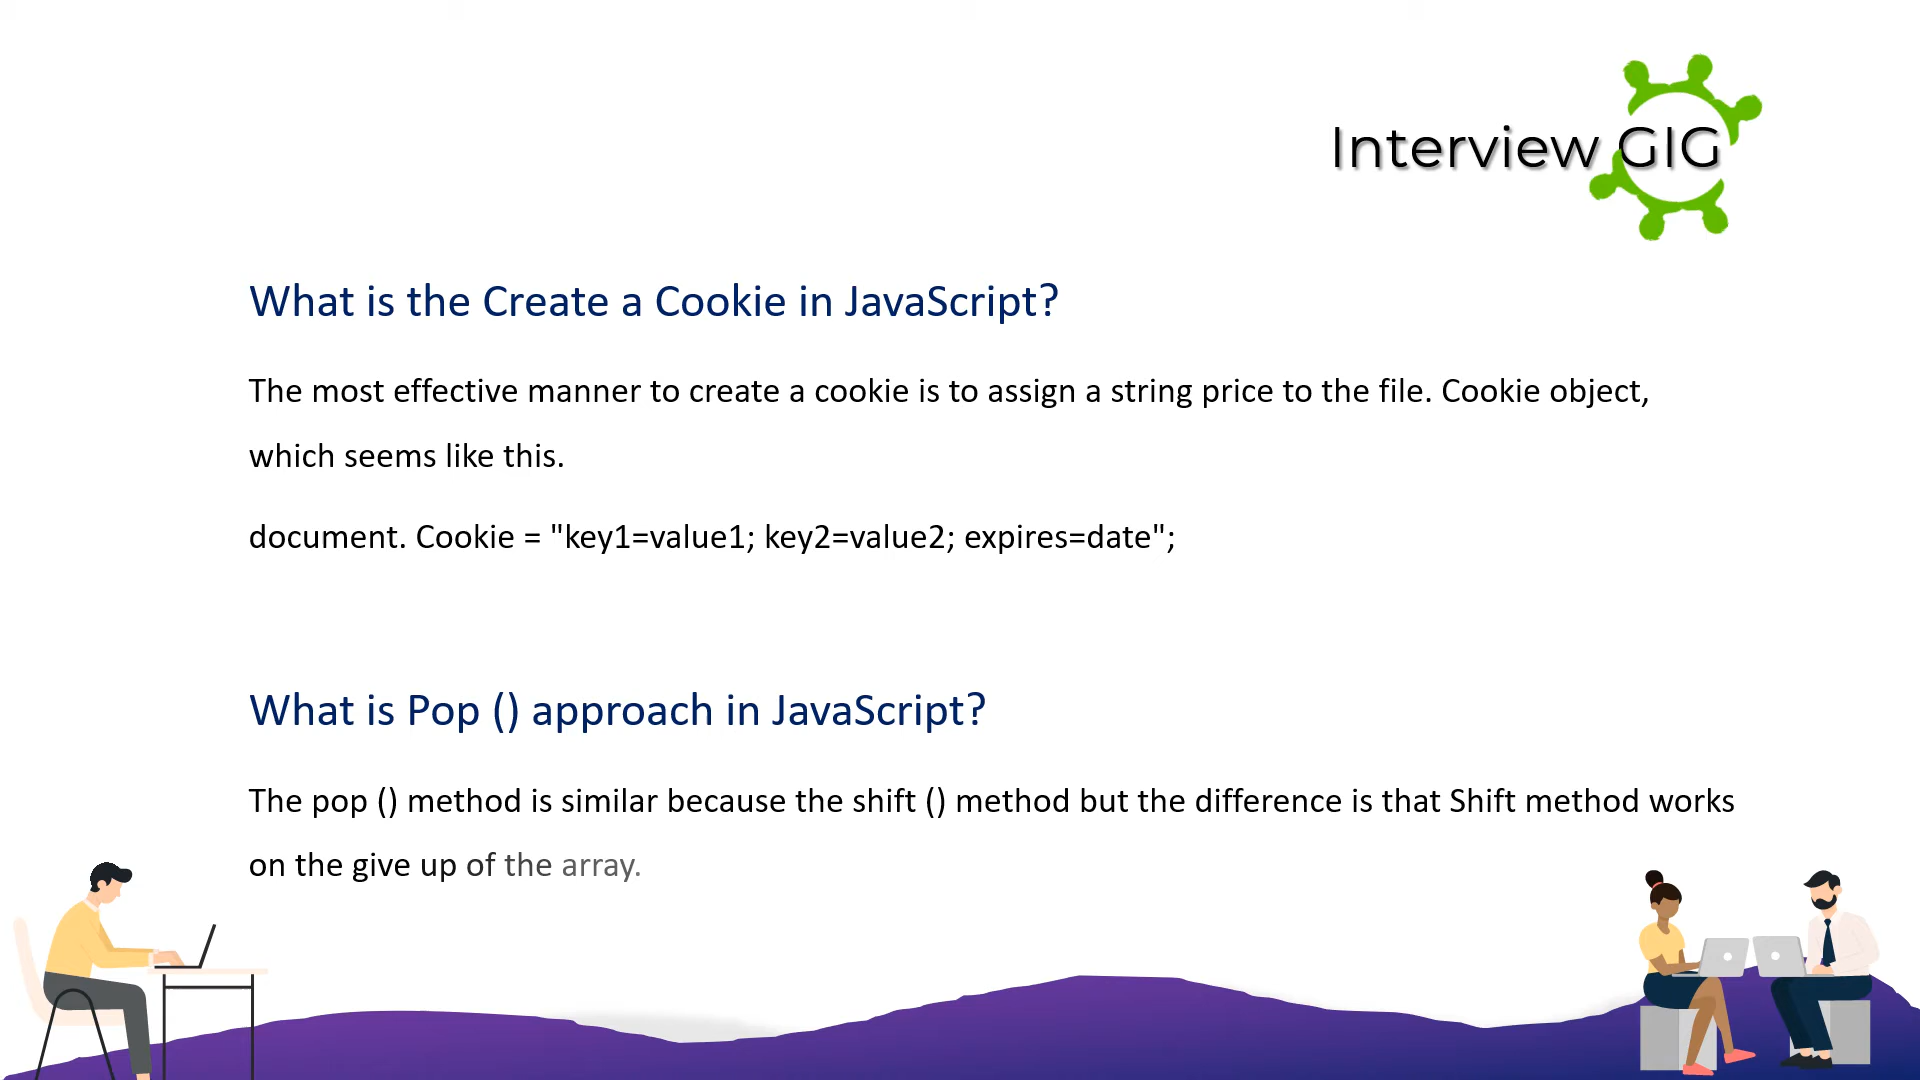 Interview GIG
What is the Create a Cookie in JavaScript?
The most effective manner to create a cookie is to assign a string price to the file. Cookie object,
which seems like this.
document. Cookie = "key1=value1; key2=value2; expires=date";
What is Pop () approach in JavaScript?
The pop () method is similar because the shift () method but the difference is that Shift method works
on the give up of the array.